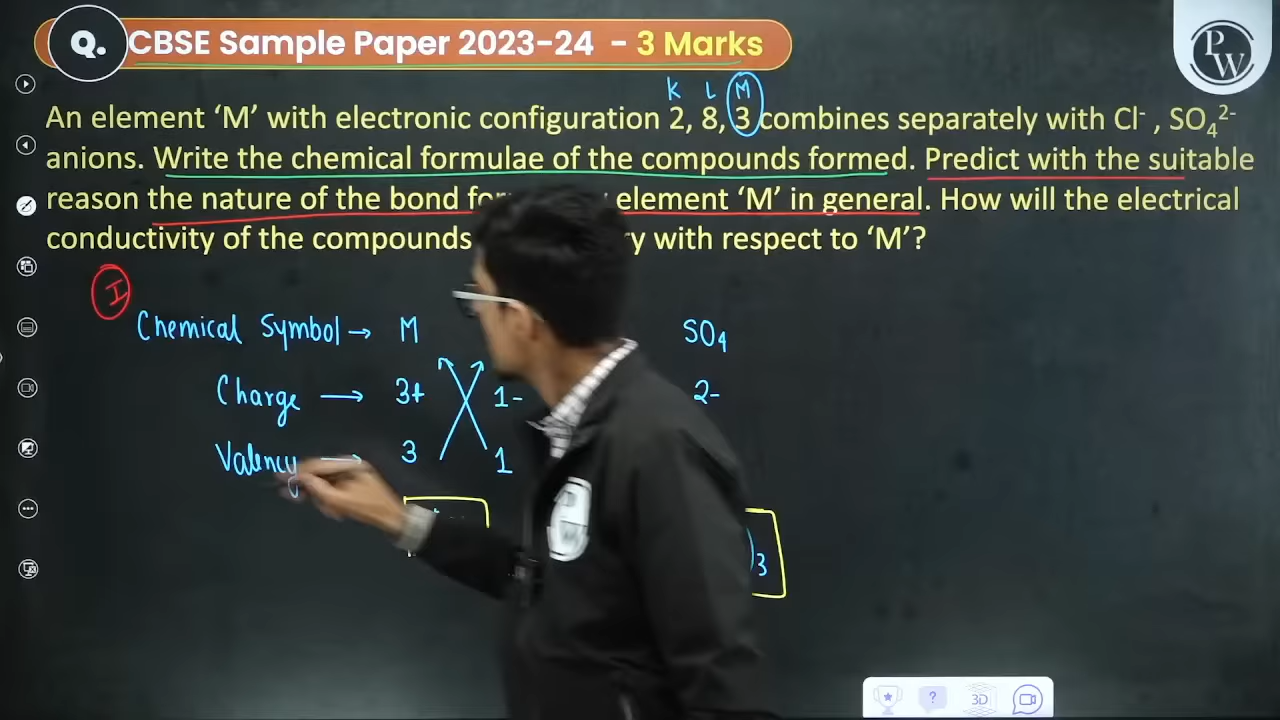 Q. CBSE Sample Paper 2023-24 - 3 Marks
PW
K L M
An element ‘M’ with electronic configuration 2, 8, 3 combines separately with Cl⁻ , SO₄²⁻
anions. Write the chemical formulae of the compounds formed. Predict with the suitable
reason the nature of the bond element ‘M’ in general. How will the electrical
conductivity of the compounds with respect to ‘M’?
I
Chemical Symbol → M SO₄
Charge → 3+ 1- 2-
Valency → 3 1
)₃
PW
? 3D